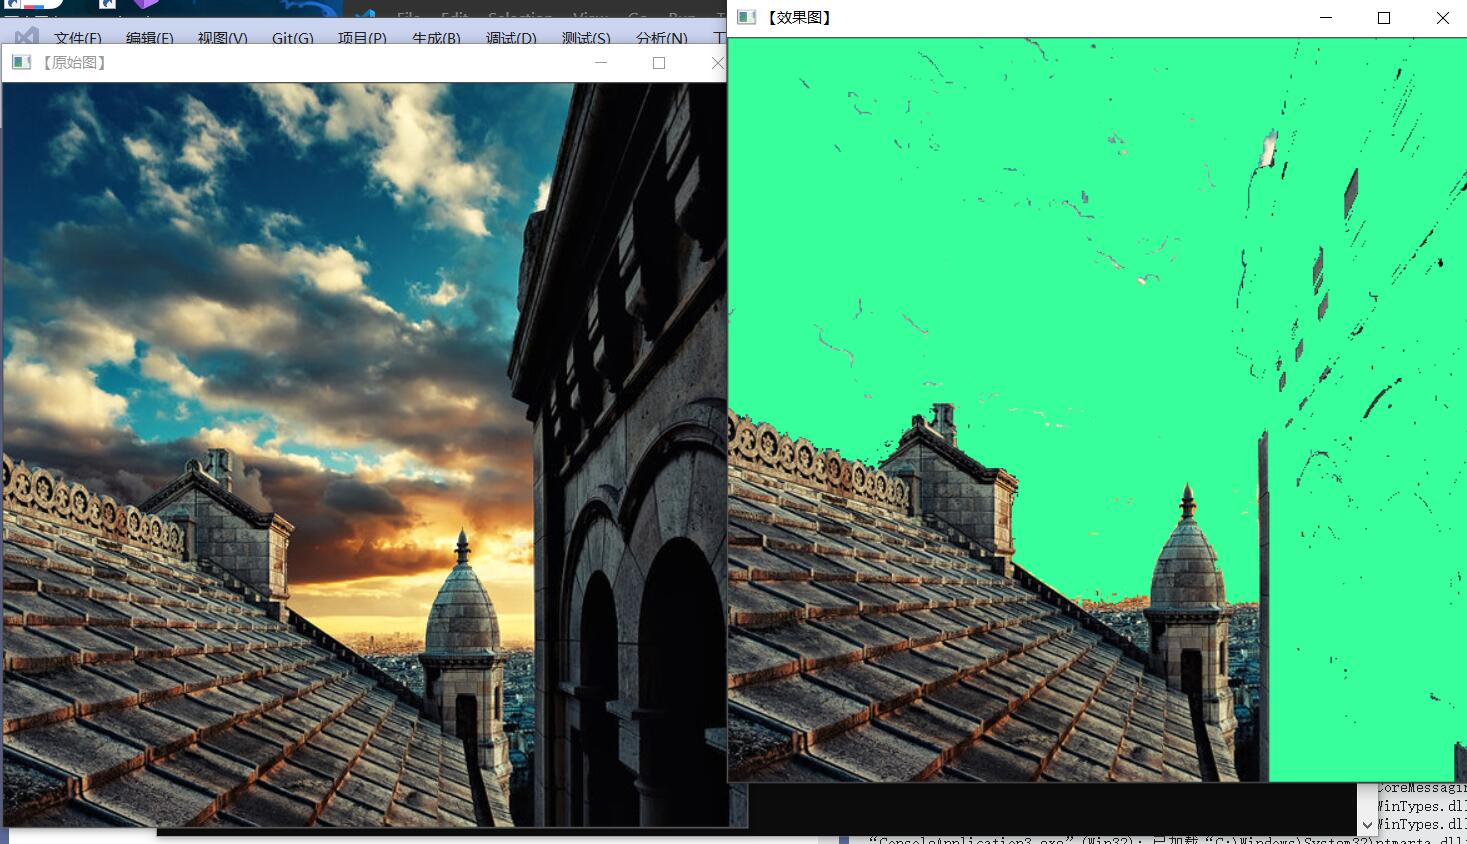 File Edit Selection View Go Run T
文件(F) 编辑(E) 视图(V) Git(G) 项目(P) 生成(B) 调试(D) 测试(S) 分析(N) 工
【原始图】
【效果图】
CoreMessagin
WinTypes.dll
WinTypes.dll
“ConsoleApplication3.exe” (Win32): 已加载 “C:\Windows\System32\ntmarta.dll